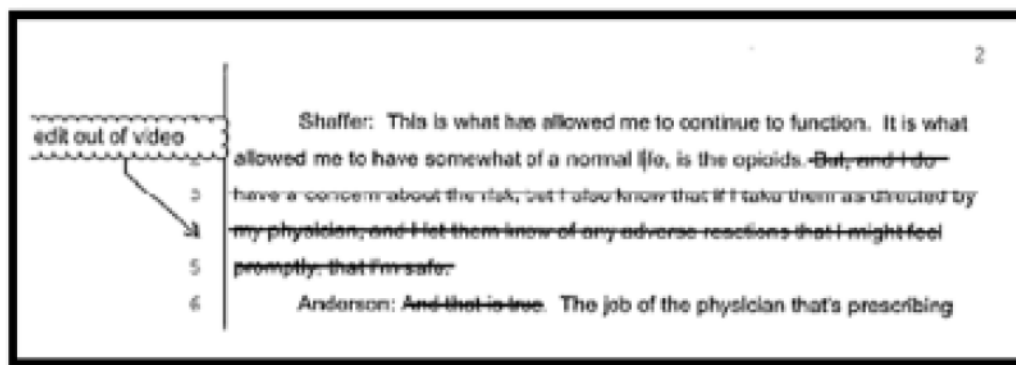 2
Shaffer: This is what has allowed me to continue to function. It is what
edit out of video
2 allowed me to have somewhat of a normal life, is the opioids. But, and I do
3 have a concern about the risk, but I also know that if I take them as directed by
4 my physician, and I let them know of any adverse reactions that I might feel
5 promptly, that I'm safe.
6 Anderson: And that is true. The job of the physician that's prescribing